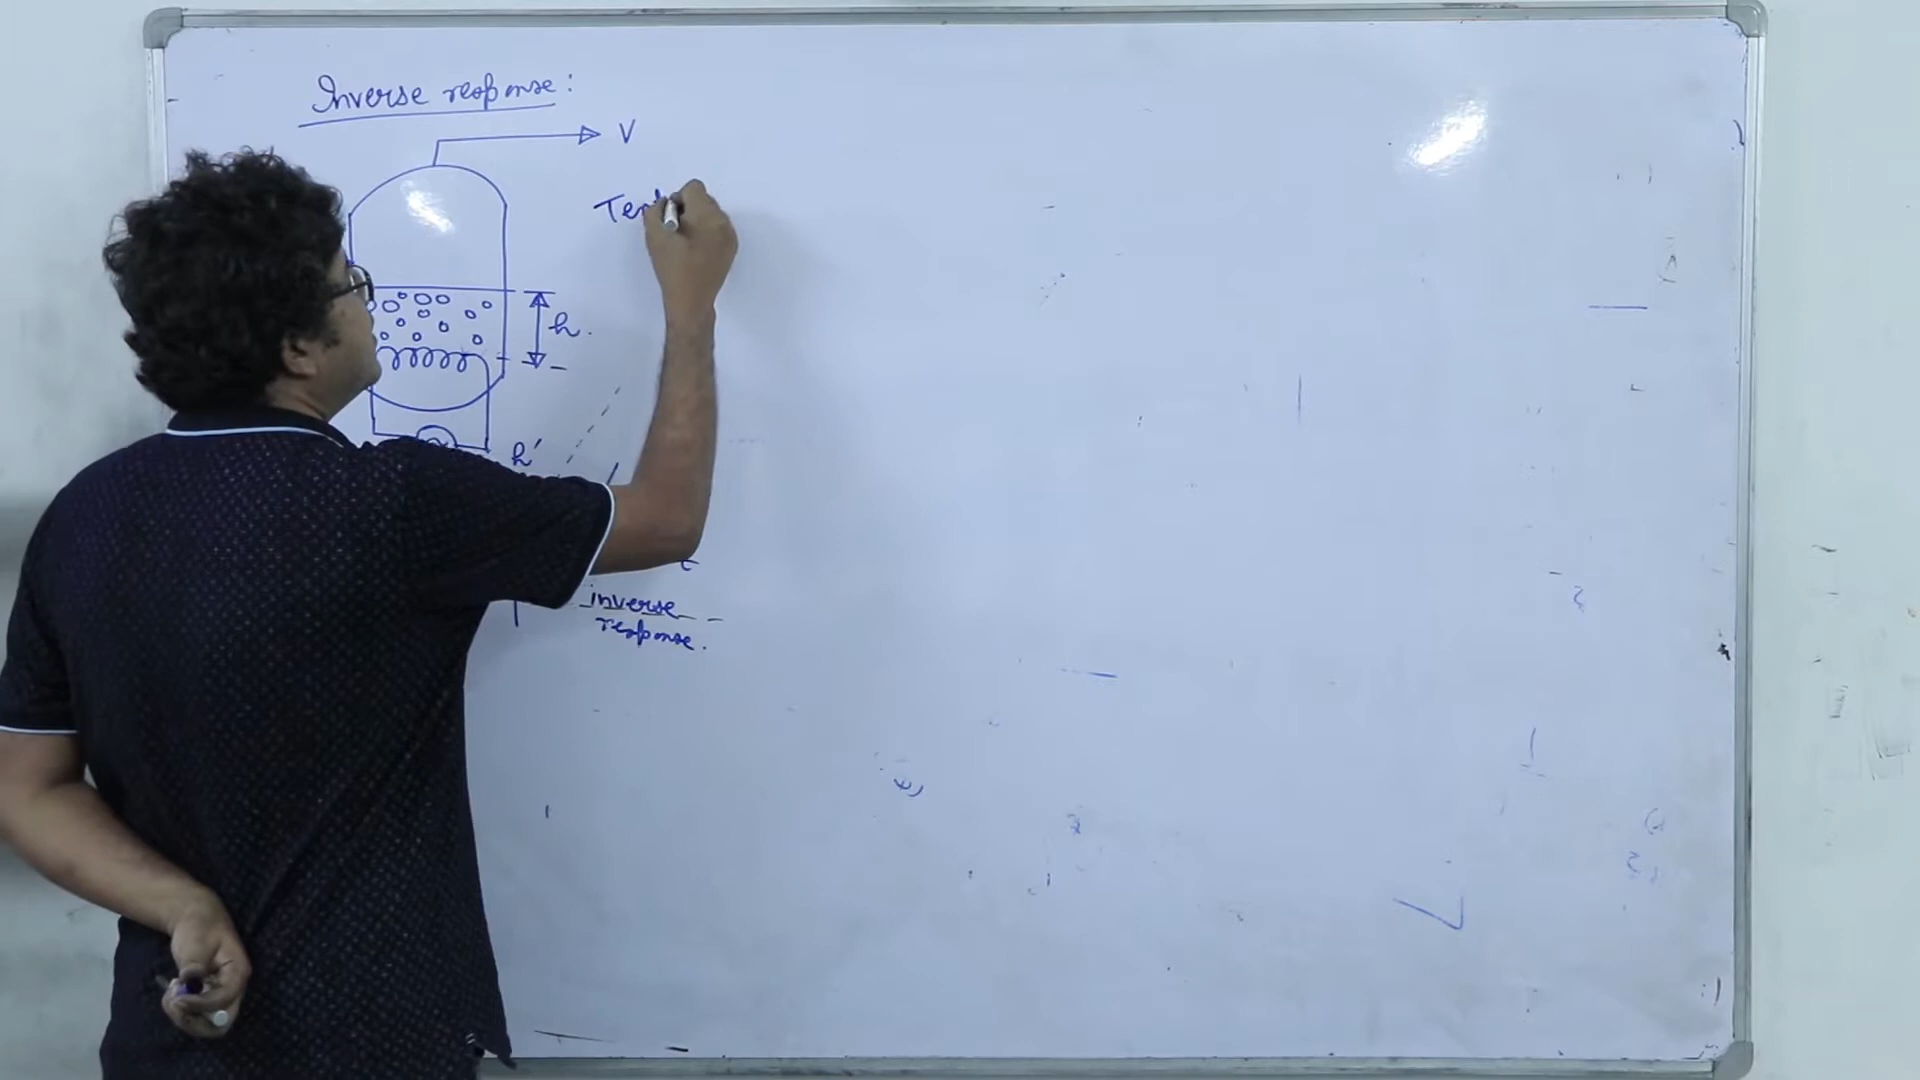 Inverse response:
V
h.
h'
t
inverse
response.